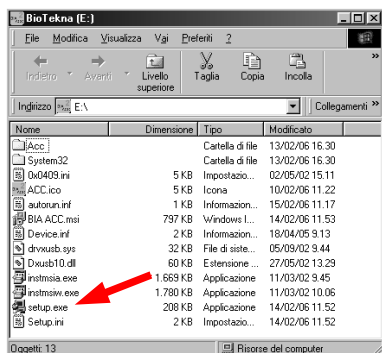 BioTekna (E:)
File Modifica Visualizza Vai Preferiti ?
Indietro Avanti Livello superiore Taglia Copia Incolla »
Indirizzo E:\ Collegamenti »
Nome Dimensione Tipo Modificato
Acc Cartella di file 13/02/06 16.30
System32 Cartella di file 13/02/06 16.30
0x0409.ini 5 KB Impostazio... 02/05/02 15.11
ACC.ico 5 KB Icona 10/02/06 11.22
autorun.inf 1 KB Informazion... 15/02/06 11.17
BIA ACC.msi 797 KB Windows I... 14/02/06 11.53
Device.inf 2 KB Informazion... 18/04/05 9.13
drvxusb.sys 32 KB File di siste... 05/09/02 9.44
Dxusb10.dll 60 KB Estensione ... 27/05/02 13.29
instmsia.exe 1.669 KB Applicazione 11/03/02 9.45
instmsiw.exe 1.780 KB Applicazione 11/03/02 10.06
setup.exe 208 KB Applicazione 14/02/06 11.52
Setup.ini 2 KB Impostazio... 14/02/06 11.52
Oggetti: 13 Risorse del computer